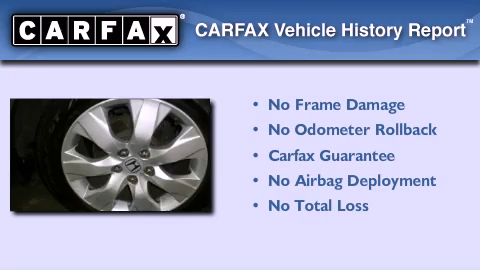 CARFAX®
CARFAX Vehicle History Report™
• No Frame Damage
• No Odometer Rollback
• Carfax Guarantee
• No Airbag Deployment
• No Total Loss